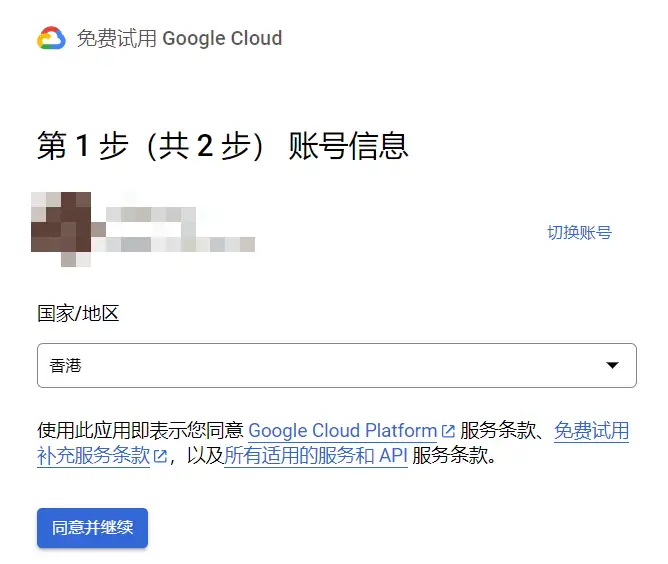 免费试用 Google Cloud
第 1 步（共 2 步） 账号信息
切换账号
国家/地区
香港
使用此应用即表示您同意 Google Cloud Platform 服务条款、免费试用
补充服务条款，以及所有适用的服务和 API 服务条款。
同意并继续